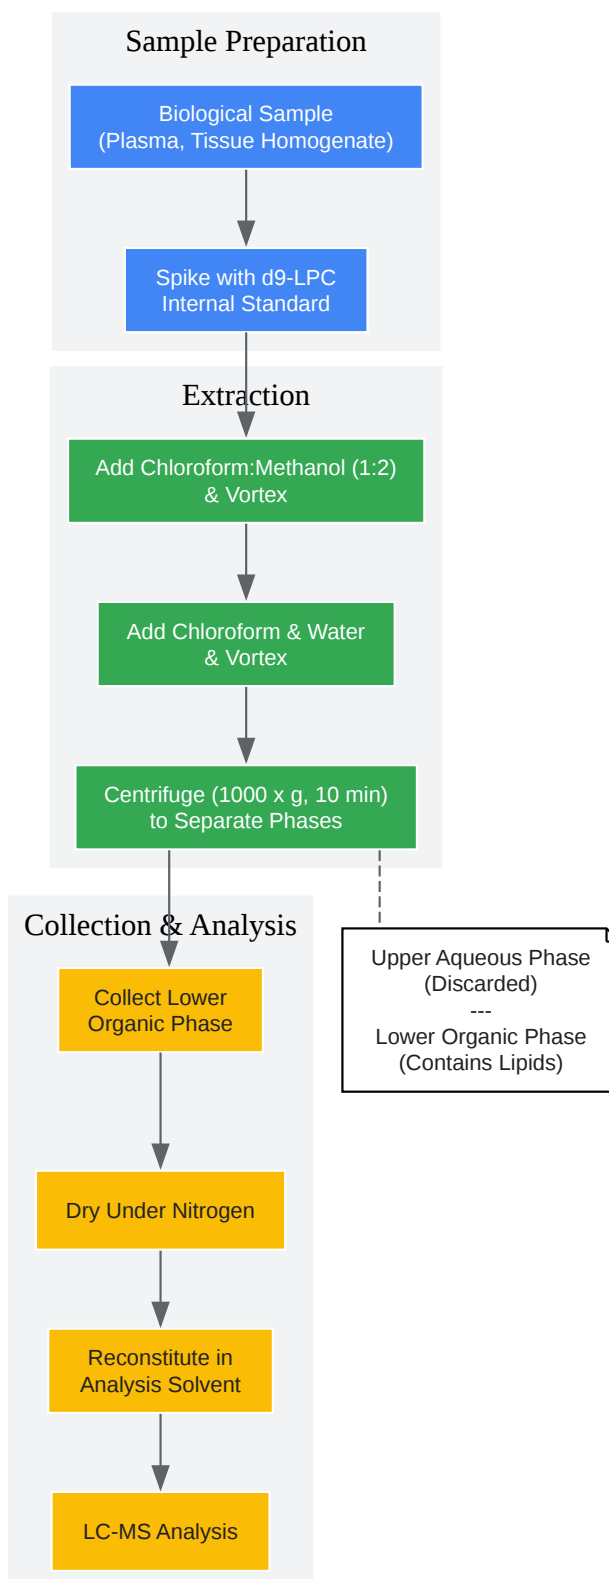 Sample Preparation
Biological Sample
(Plasma, Tissue Homogenate)
Spike with d9-LPC
Internal Standard
Extraction
Add Chloroform:Methanol (1:2)
& Vortex
Add Chloroform & Water
& Vortex
Centrifuge (1000 x g, 10 min)
to Separate Phases
Collection & Analysis
Collect Lower
Organic Phase
Upper Aqueous Phase
(Discarded)
---
Lower Organic Phase
(Contains Lipids)
Dry Under Nitrogen
Reconstitute in
Analysis Solvent
LC-MS Analysis